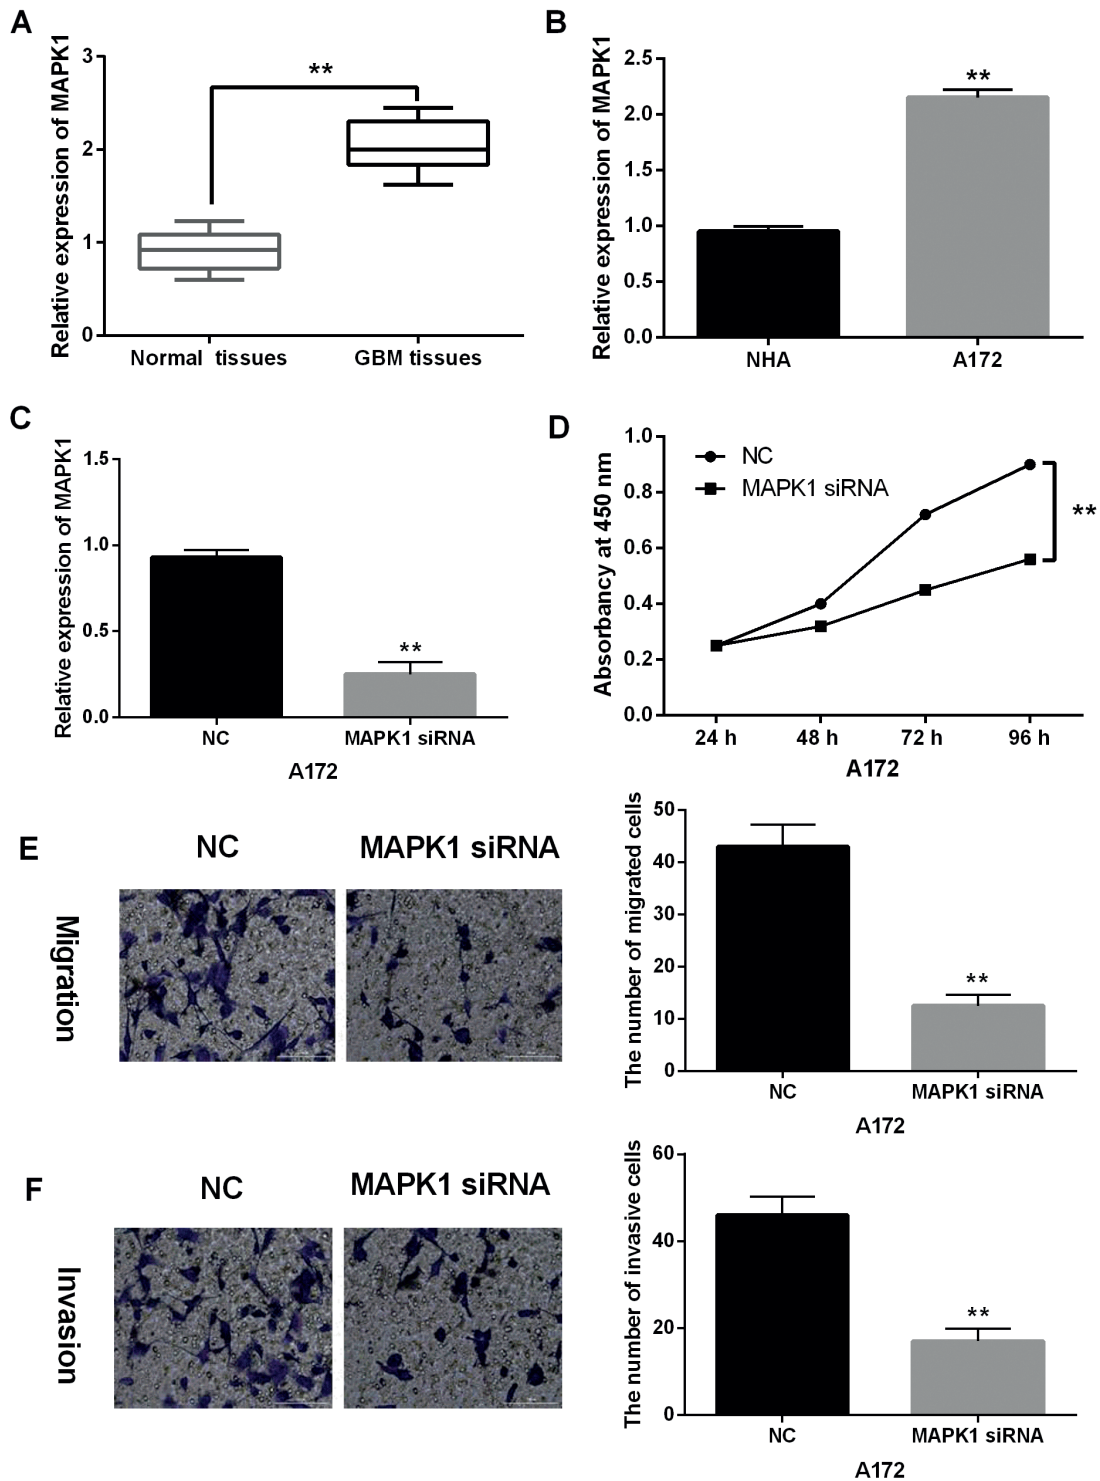 A
Relative expression of MAPK1
3
2
1
0
**
Normal tissues
GBM tissues
B
Relative expression of MAPK1
2.5
2.0
1.5
1.0
0.5
0.0
**
NHA
A172
C
Relative expression of MAPK1
1.5
1.0
0.5
0.0
**
NC
MAPK1 siRNA
A172
D
Absorbancy at 450 nm
1.0
0.8
0.6
0.4
0.2
0.0
NC
MAPK1 siRNA
**
24 h
48 h
72 h
96 h
A172
E
NC
MAPK1 siRNA
Migration
The number of migrated cells
50
40
30
20
10
0
**
NC
MAPK1 siRNA
A172
F
NC
MAPK1 siRNA
Invasion
The number of invasive cells
60
40
20
0
**
NC
MAPK1 siRNA
A172